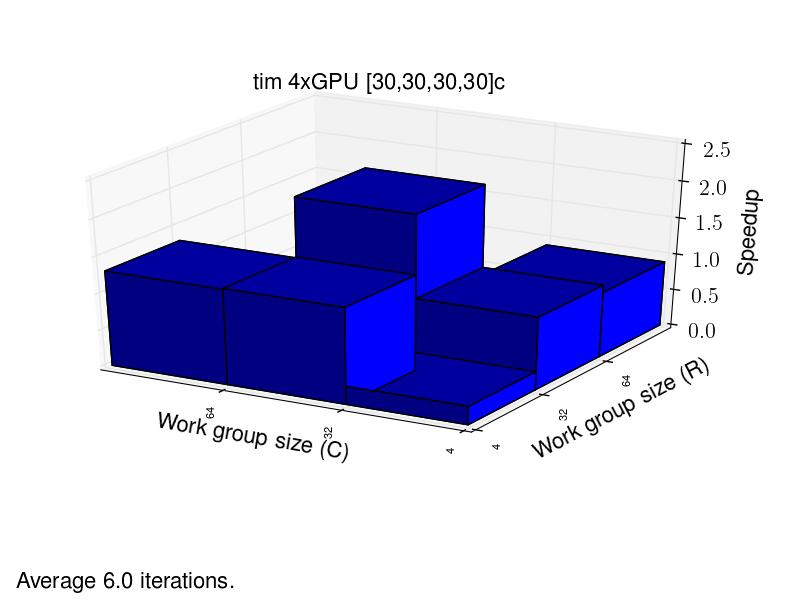 tim 4xGPU [30,30,30,30]c
2.5
2.0
1.5
1.0
0.5
0.0
Speedup
64
32
4
Work group size (C)
4
32
64
Work group size (R)
Average 6.0 iterations.